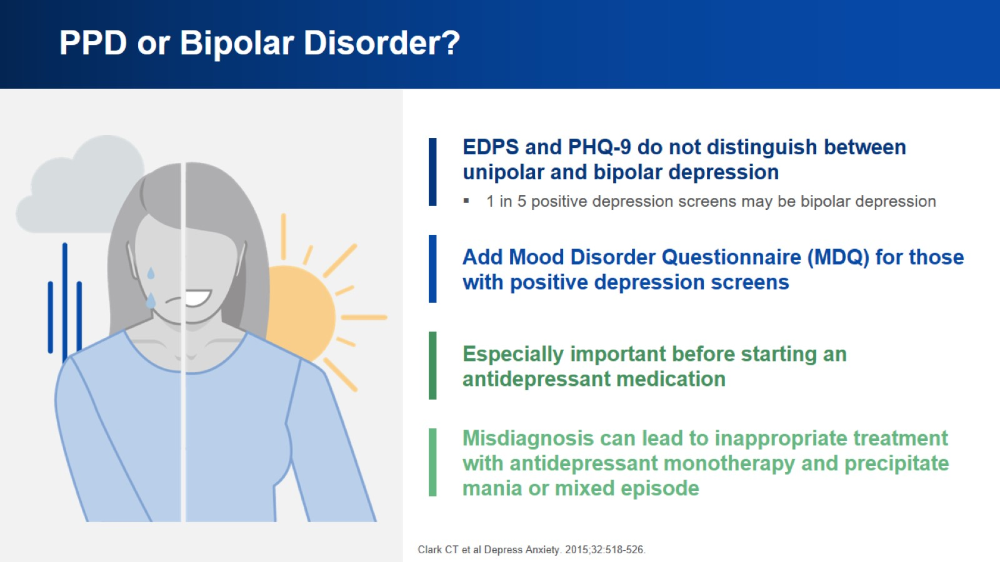 PPD or Bipolar Disorder?
EDPS and PHQ-9 do not distinguish between
unipolar and bipolar depression
▪ 1 in 5 positive depression screens may be bipolar depression
Add Mood Disorder Questionnaire (MDQ) for those
with positive depression screens
Especially important before starting an
antidepressant medication
Misdiagnosis can lead to inappropriate treatment
with antidepressant monotherapy and precipitate
mania or mixed episode
Clark CT et al Depress Anxiety. 2015;32:518-526.